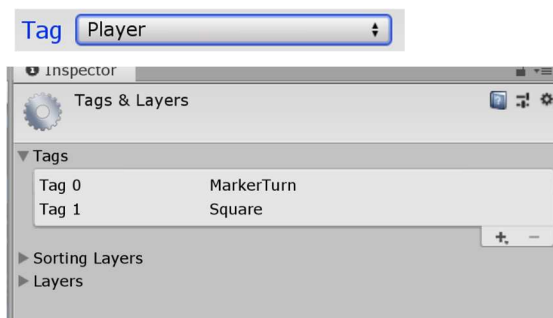 Tag Player
Inspector
Tags & Layers
Tags
Tag 0 MarkerTurn
Tag 1 Square
Sorting Layers
Layers